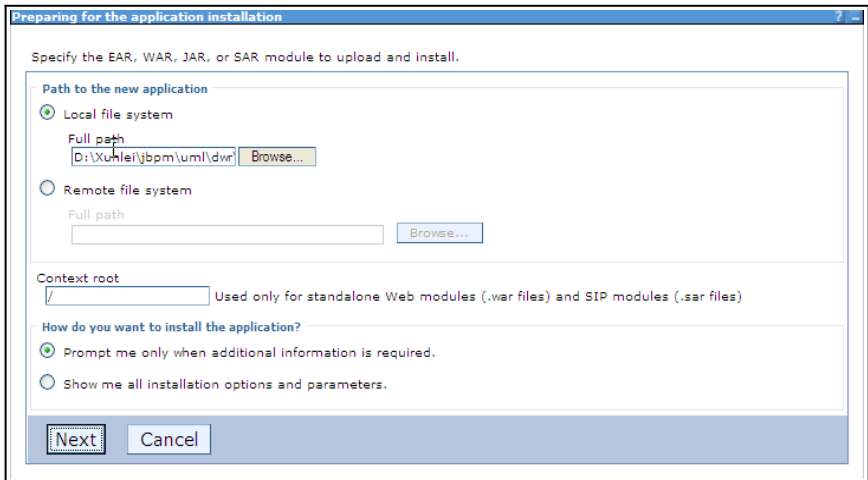 Preparing for the application installation ? –
Specify the EAR, WAR, JAR, or SAR module to upload and install.
Path to the new application
Local file system
Full path
D:\Xunlei\jbpm\uml\dwr\ Browse...
Remote file system
Full path
Browse...
Context root
/ Used only for standalone Web modules (.war files) and SIP modules (.sar files)
How do you want to install the application?
Prompt me only when additional information is required.
Show me all installation options and parameters.
Next Cancel